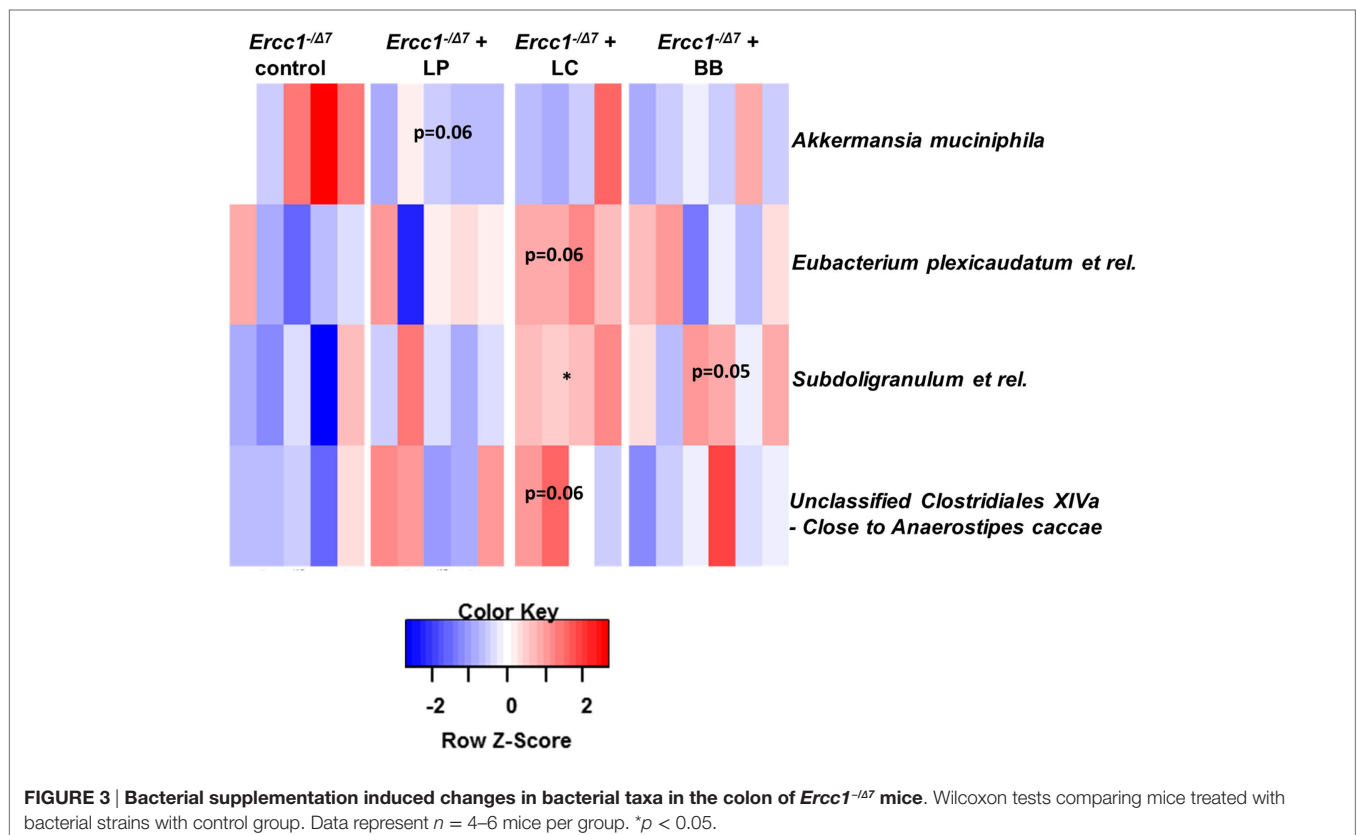 Ercc1-/Δ7 control
Ercc1-/Δ7 + LP
Ercc1-/Δ7 + LC
Ercc1-/Δ7 + BB
p=0.06
Akkermansia muciniphila
p=0.06
Eubacterium plexicaudatum et rel.
*
p=0.05
Subdoligranulum et rel.
p=0.06
Unclassified Clostridiales XIVa
- Close to Anaerostipes caccae
Color Key
-2 0 2
Row Z-Score
FIGURE 3 | Bacterial supplementation induced changes in bacterial taxa in the colon of Ercc1-/Δ7 mice. Wilcoxon tests comparing mice treated with
bacterial strains with control group. Data represent n = 4–6 mice per group. *p < 0.05.